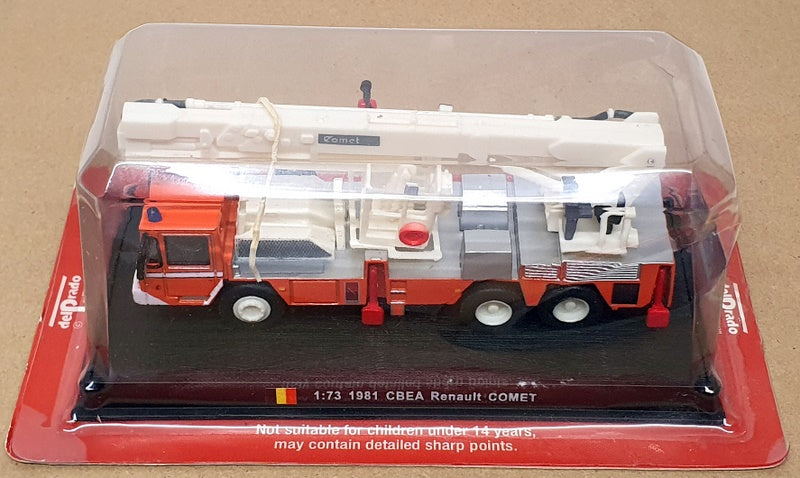 Comet
delPrado
©
delPrado
1:73 1981 CBEA Renault COMET
Not suitable for children under 14 years,
may contain detailed sharp points.